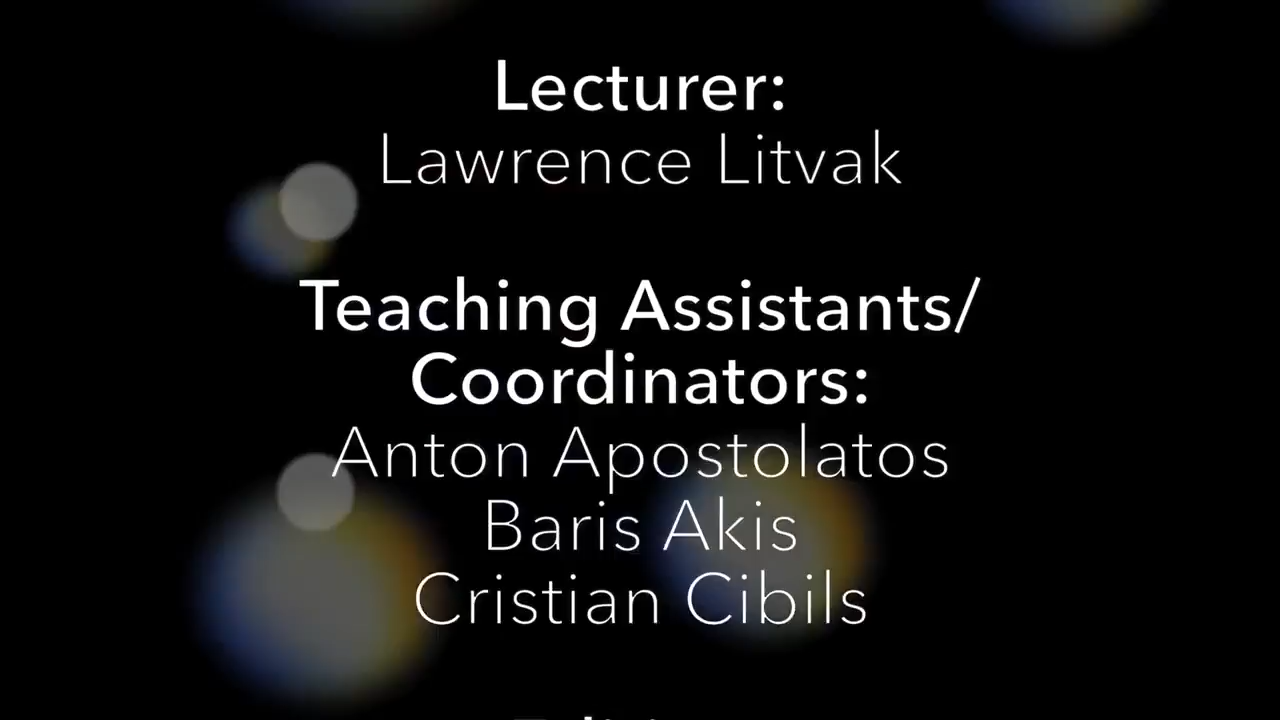 Lecturer:
Lawrence Litvak
Teaching Assistants/
Coordinators:
Anton Apostolatos
Baris Akis
Cristian Cibils